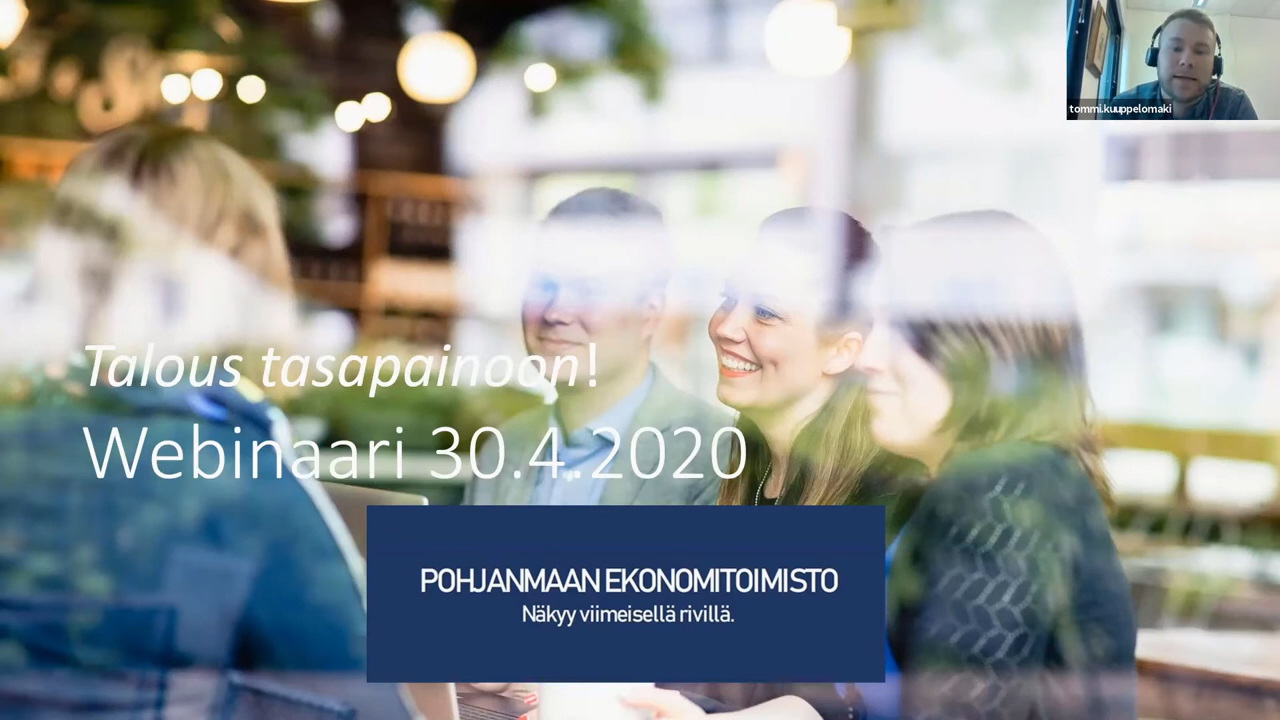 tommi.kuuppelomaki
Talous tasapainoon!
Webinaari 30.4.2020
POHJANMAAN EKONOMITOIMISTO
Näkyy viimeisellä rivillä.